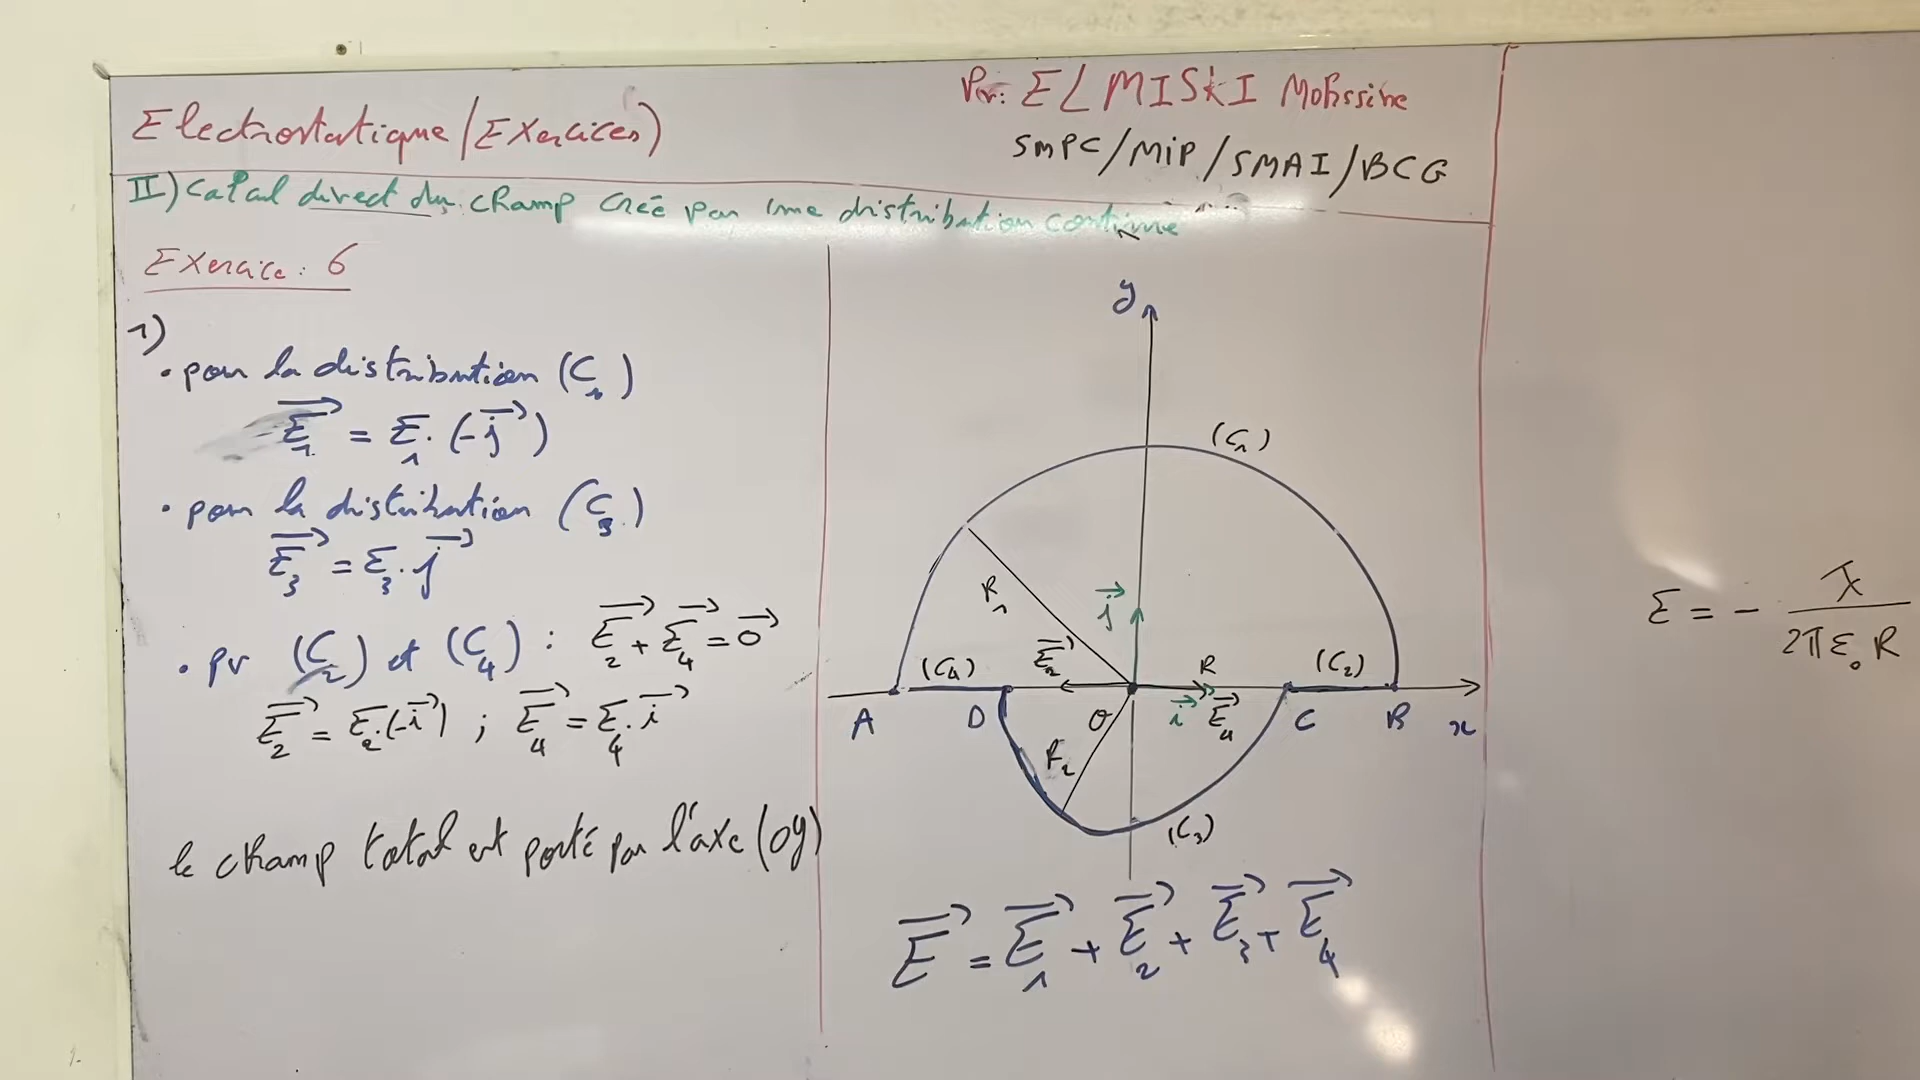 Electrostatique/(Exercices)
Pr: EL MISKI Mohssine
SMPC/MIP/SMAI/BCG
II) Calcul direct du champ créé par une distribution continue
Exercice: 6
1)
• pour la distribution (C₁)
E₁⃗ = E₁.(-j⃗)
• pour la distribution (C₃)
E₃⃗ = E₃.j⃗
• pr (C₂) et (C₄) : E₂⃗ + E₄⃗ = 0⃗
E₂⃗ = E₂.(-i⃗) ; E₄⃗ = E₄.i⃗
le champ total est porté par l'axe (oy)
y
(C₁)
R₁
j⃗
(C₄) E₂⃗ R (C₂)
A D O i⃗ E₄⃗ C B x
R₂
(C₃)
E⃗ = E₁⃗ + E₂⃗ + E₃⃗ + E₄⃗
E = - λ / 2πε₀R